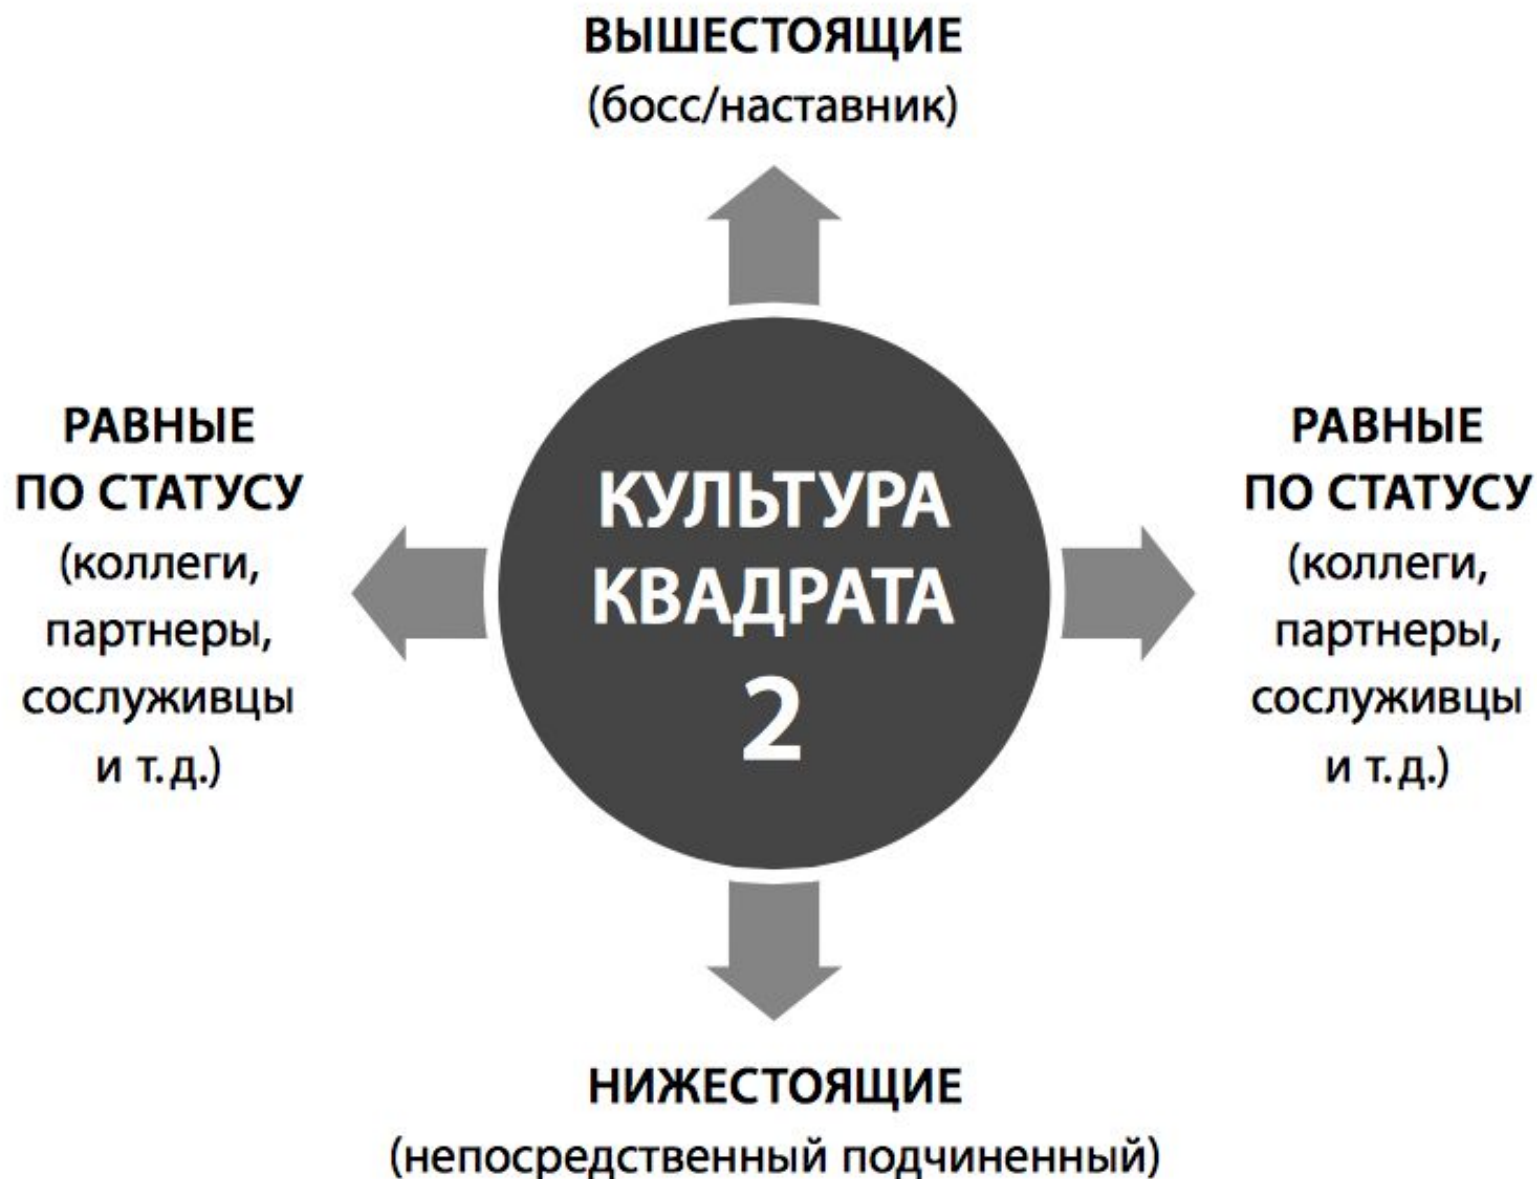 ВЫШЕСТОЯЩИЕ
(босс/наставник)
РАВНЫЕ
ПО СТАТУСУ
(коллеги,
партнеры,
сослуживцы
и т.д.)
КУЛЬТУРА
КВАДРАТА
2
РАВНЫЕ
ПО СТАТУСУ
(коллеги,
партнеры,
сослуживцы
и т.д.)
НИЖЕСТОЯЩИЕ
(непосредственный подчиненный)